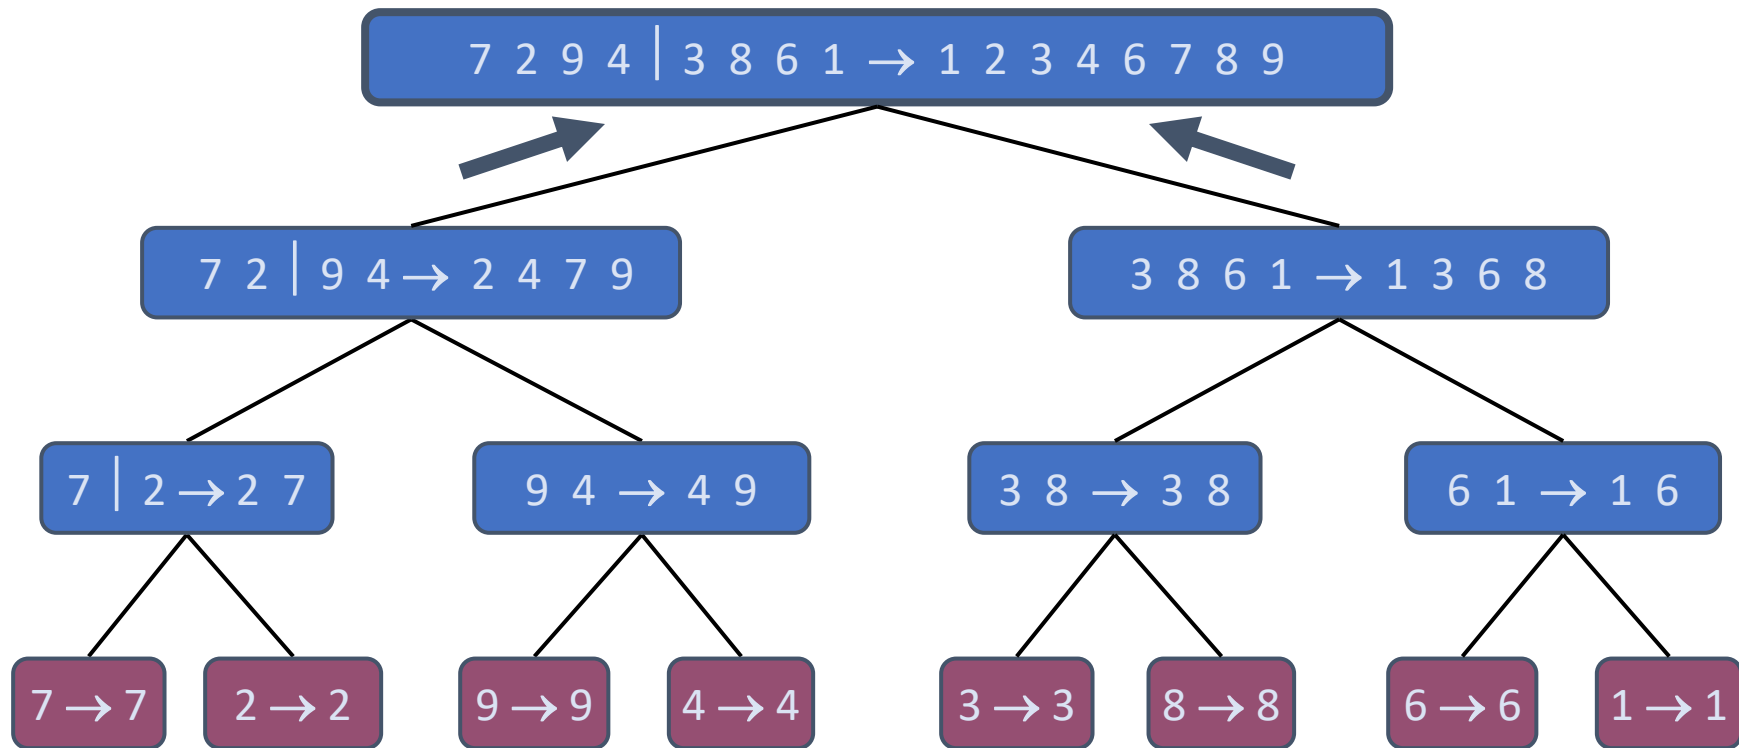 7 2 9 4 | 3 8 6 1 → 1 2 3 4 6 7 8 9
7 2 | 9 4 → 2 4 7 9
3 8 6 1 → 1 3 6 8
7 | 2 → 2 7
9 4 → 4 9
3 8 → 3 8
6 1 → 1 6
7 → 7
2 → 2
9 → 9
4 → 4
3 → 3
8 → 8
6 → 6
1 → 1